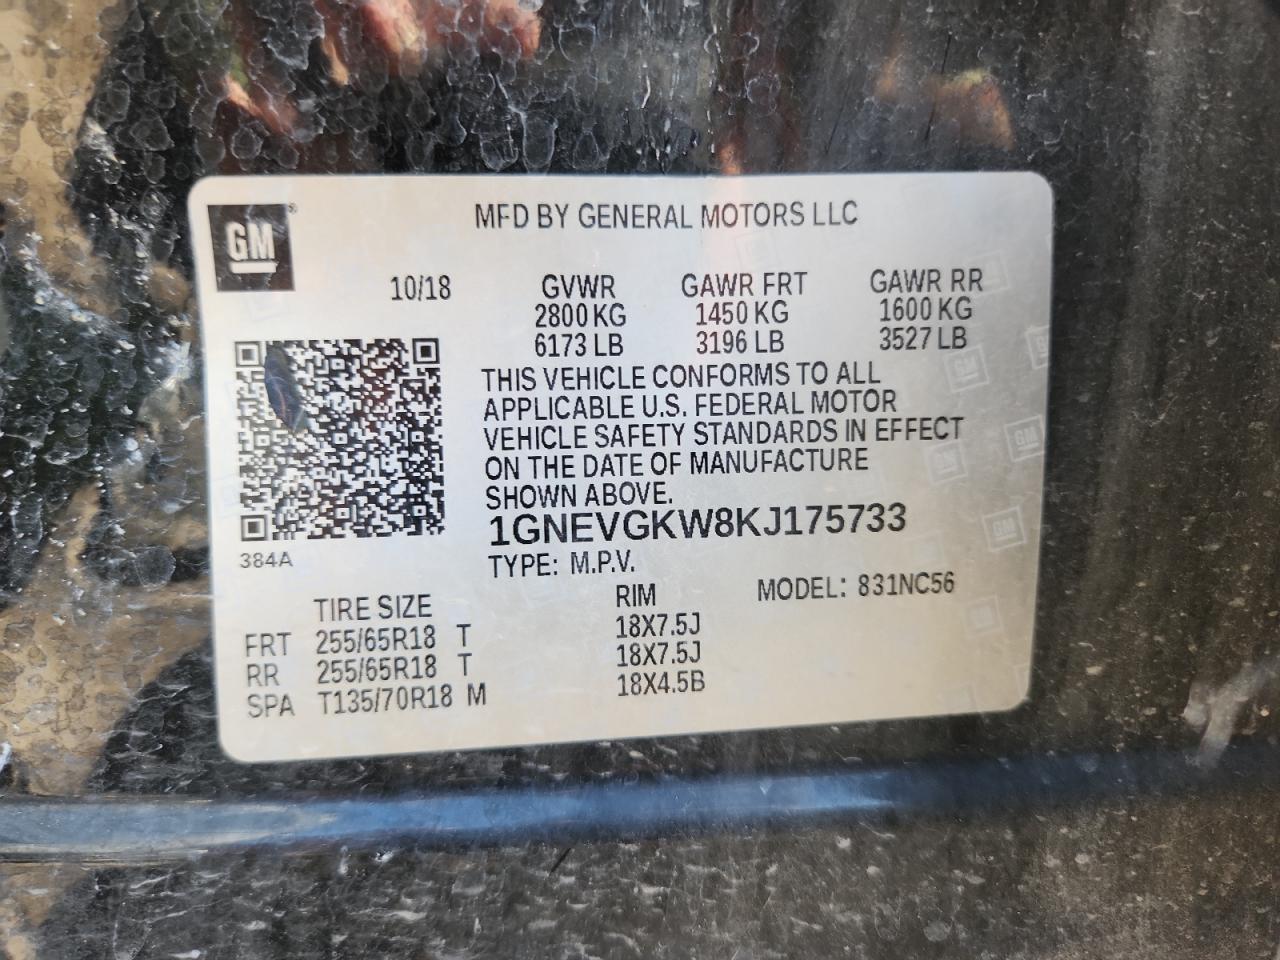 GM
MFD BY GENERAL MOTORS LLC
10/18 GVWR GAWR FRT GAWR RR
2800 KG 1450 KG 1600 KG
6173 LB 3196 LB 3527 LB
THIS VEHICLE CONFORMS TO ALL
APPLICABLE U.S. FEDERAL MOTOR
VEHICLE SAFETY STANDARDS IN EFFECT
ON THE DATE OF MANUFACTURE
SHOWN ABOVE.
1GNEVGKW8KJ175733
384A
TYPE: M.P.V.
MODEL: 831NC56
TIRE SIZE RIM
FRT 255/65R18 T 18X7.5J
RR 255/65R18 T 18X7.5J
SPA T135/70R18 M 18X4.5B